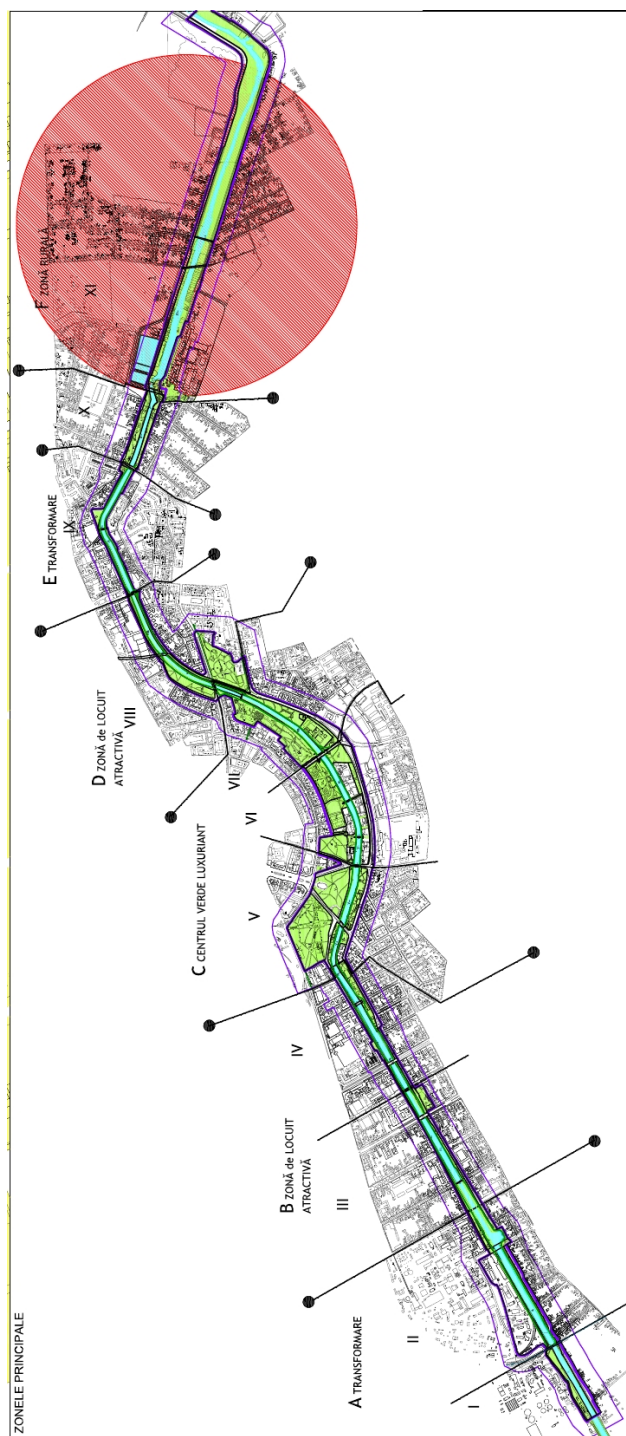 F ZONĂ RURALĂ
XI
X
IX
E TRANSFORMARE
D ZONĂ de LOCUIT
ATRACTIVĂ
VIII
VII
VI
V
C CENTRUL VERDE LUXURIANT
IV
B ZONĂ de LOCUIT
ATRACTIVĂ
III
A TRANSFORMARE
II
I
ZONELE PRINCIPALE